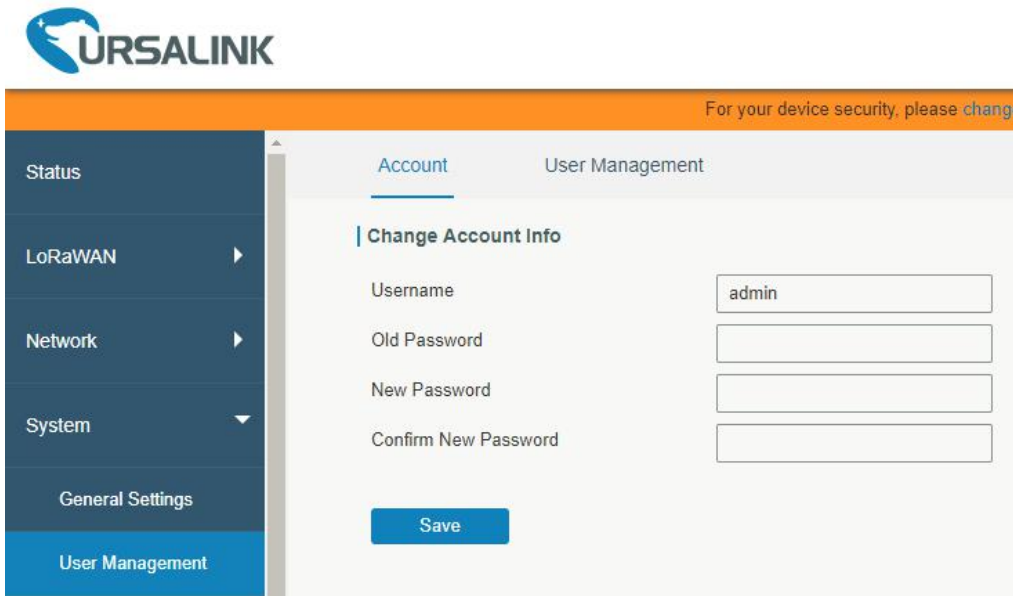 URSALINK
For your device security, please chang
Status
Account User Management
Change Account Info
LoRaWAN
Username admin
Network
Old Password
New Password
System
Confirm New Password
General Settings
Save
User Management